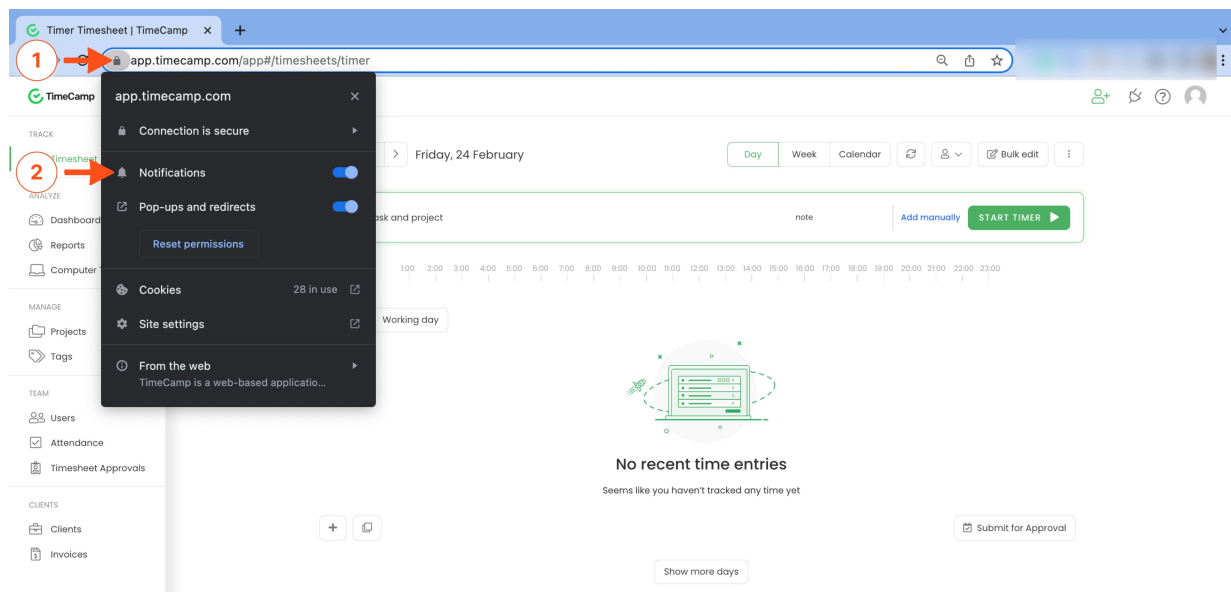 Timer Timesheet | TimeCamp
1
app.timecamp.com/app#/timesheets/timer
TimeCamp
app.timecamp.com
Connection is secure
2
Notifications
Pop-ups and redirects
Reset permissions
Cookies
28 in use
Site settings
From the web
TimeCamp is a web-based applicatio...
TRACK
Timesheet
ANALYZE
Dashboard
Reports
Computer
MANAGE
Projects
Tags
TEAM
Users
Attendance
Timesheet Approvals
CLIENTS
Clients
Invoices
Friday, 24 February
Day
Week
Calendar
Bulk edit
ask and project
note
Add manually
START TIMER
1:00 2:00 3:00 4:00 5:00 6:00 7:00 8:00 9:00 10:00 11:00 12:00 13:00 14:00 15:00 16:00 17:00 18:00 19:00 20:00 21:00 22:00 23:00
Working day
No recent time entries
Seems like you haven't tracked any time yet
Submit for Approval
Show more days